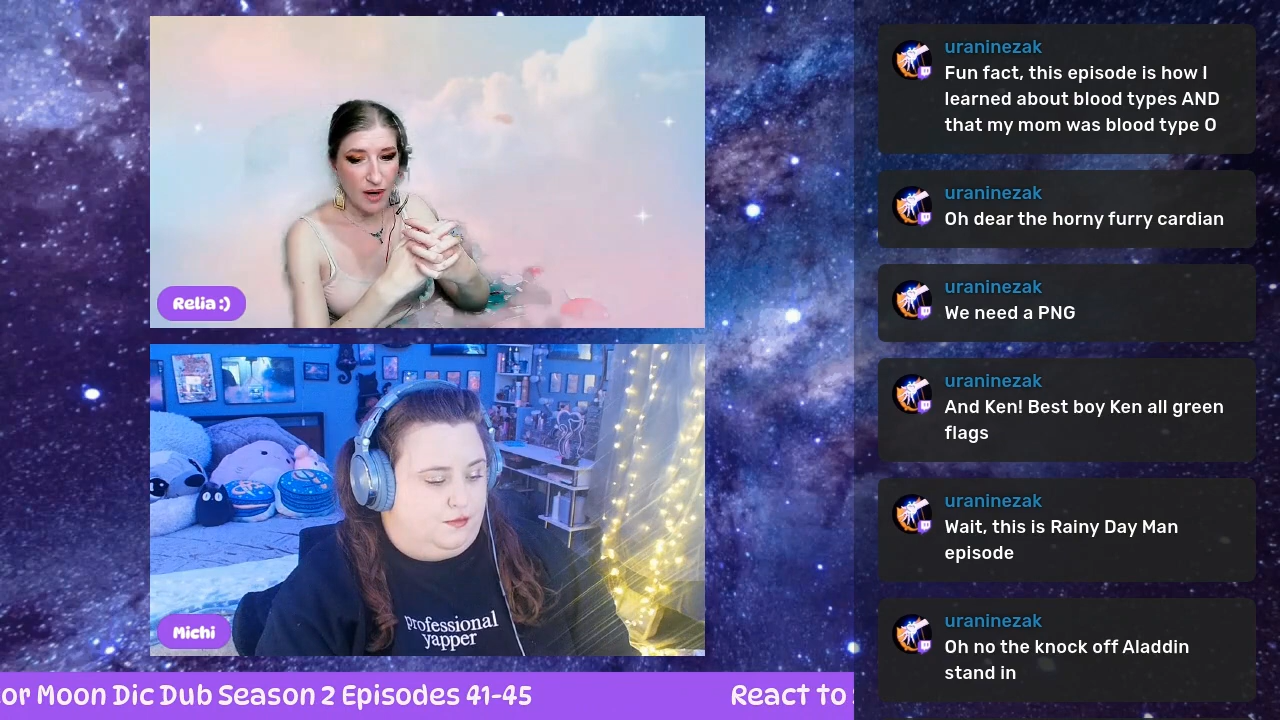 Relia :)
professional
yapper
Michi
or Moon Dic Dub Season 2 Episodes 41-45
React to
uraninezak
Fun fact, this episode is how I
learned about blood types AND
that my mom was blood type O
uraninezak
Oh dear the horny furry cardian
uraninezak
We need a PNG
uraninezak
And Ken! Best boy Ken all green
flags
uraninezak
Wait, this is Rainy Day Man
episode
uraninezak
Oh no the knock off Aladdin
stand in